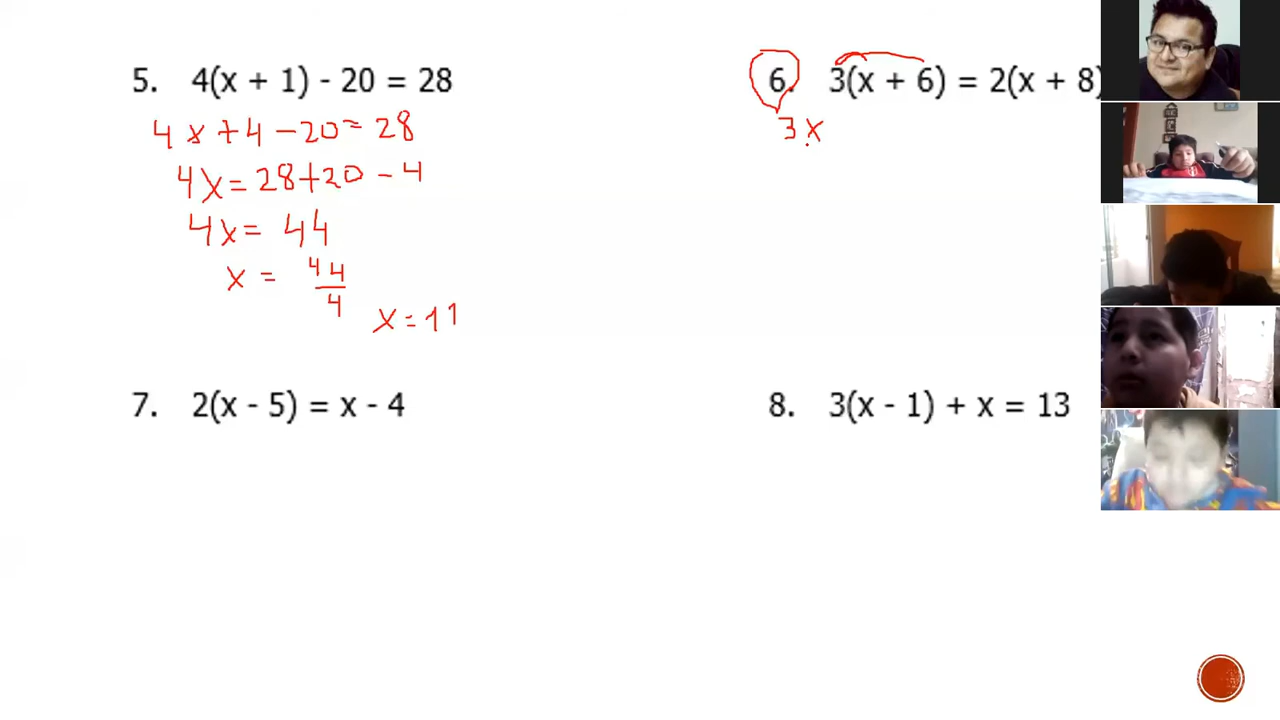 5. 4(x + 1) - 20 = 28
4x + 4 - 20 = 28
4x = 28 + 20 - 4
4x = 44
x = 44/4
x = 11
6. 3(x + 6) = 2(x + 8)
3x
7. 2(x - 5) = x - 4
8. 3(x - 1) + x = 13